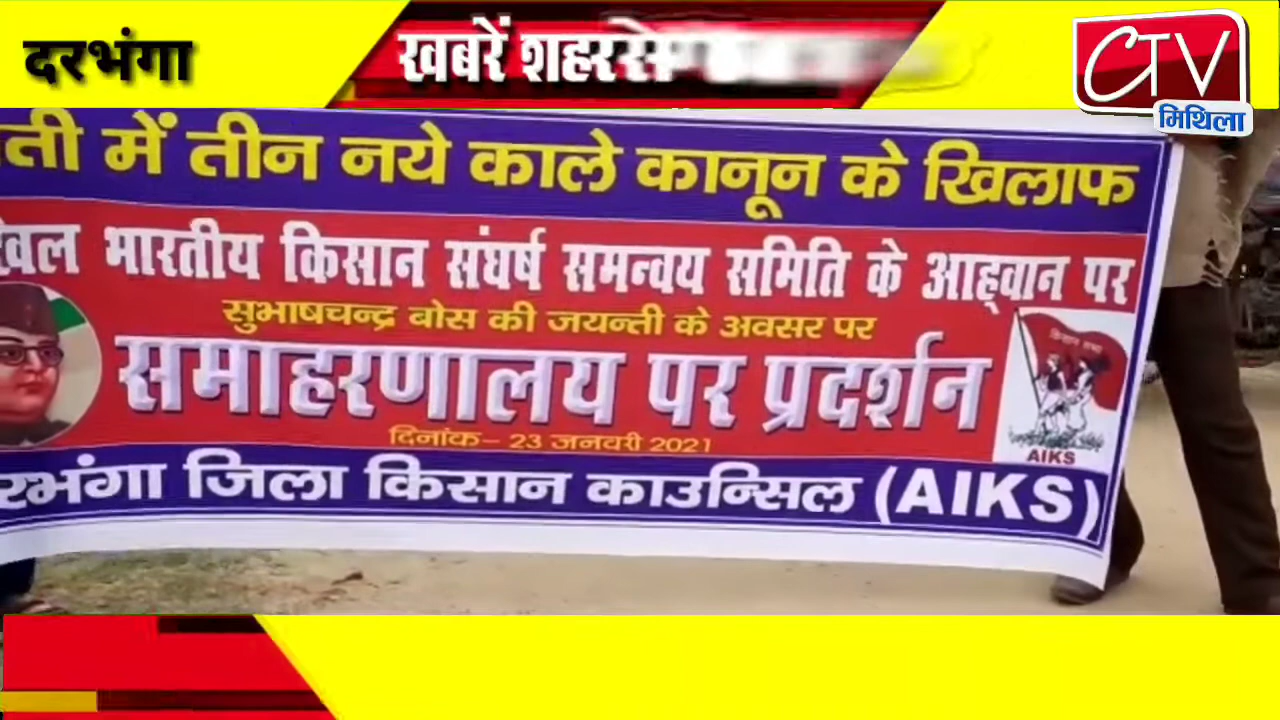 दरभंगा
खबरें शहर से
CTV
मिथिला
ती में तीन नये काले कानून के खिलाफ
भारतीय किसान संघर्ष समन्वय समिति के आह्वान पर
सुभाषचन्द्र बोस की जयन्ती के अवसर पर
समाहरणालय पर प्रदर्शन
दिनांक- 23 जनवरी 2021
किसान सभा
AIKS
रभंगा जिला किसान काउन्सिल (AIKS)